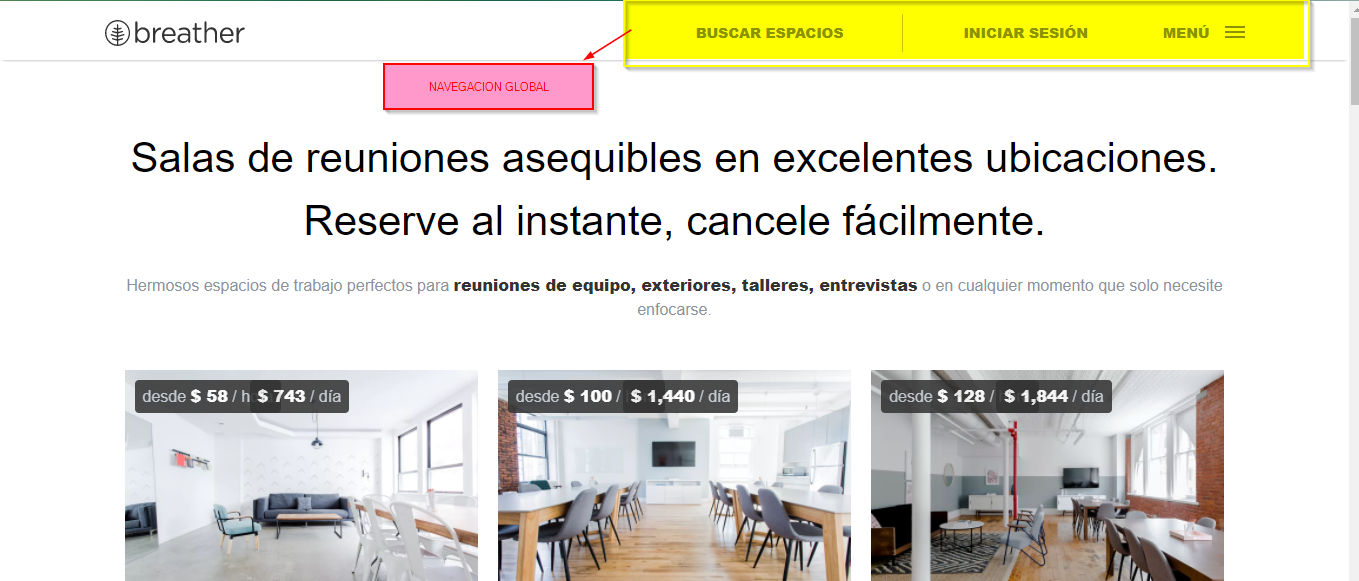 breather
BUSCAR ESPACIOS
INICIAR SESIÓN
MENÚ
NAVEGACION GLOBAL
Salas de reuniones asequibles en excelentes ubicaciones.
Reserve al instante, cancele fácilmente.
Hermosos espacios de trabajo perfectos para reuniones de equipo, exteriores, talleres, entrevistas o en cualquier momento que solo necesite
enfocarse.
desde $ 58 / h $ 743 / día
desde $ 100 / $ 1,440 / día
desde $ 128 / $ 1,844 / día